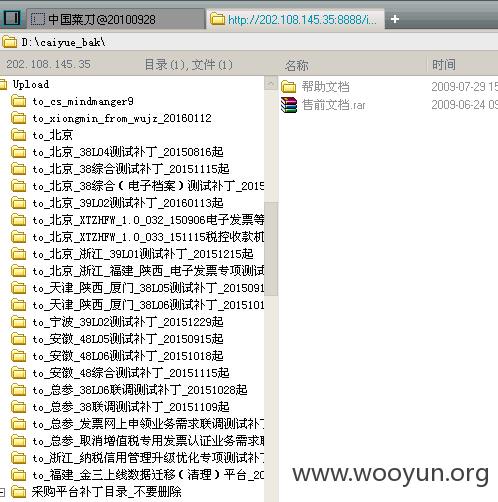 中国菜刀@20100928
http://202.108.145.35:8888/i...
D:\caiyue_bak\
202.108.145.35 目录(1),文件(1) 名称 时间
Upload
帮助文档 2009-07-29 15
售前文档.rar 2009-06-24 09
to_cs_mindmanger9
to_xiongmin_from_wujz_20160112
to_北京
to_北京_38L04测试补丁_20150816起
to_北京_38综合测试补丁_20151115起
to_北京_38综合(电子档案)测试补丁_2015
to_北京_39L02测试补丁_20160113起
to_北京_XTZHFW_1.0_032_150906电子发票等
to_北京_XTZHFW_1.0_033_151115税控收款机
to_北京_浙江_39L01测试补丁_20151215起
to_北京_浙江_福建_陕西_电子发票专项测试
to_天津_陕西_厦门_38L05测试补丁_2015091
to_天津_陕西_厦门_38L06测试补丁_2015101
to_宁波_39L02测试补丁_20151229起
to_安徽_48L05测试补丁_20150915起
to_安徽_48L06测试补丁_20151018起
to_安徽_48综合测试补丁_20151115起
to_总参_38L06联调测试补丁_20151028起
to_总参_38联调测试补丁_20151109起
to_总参_发票网上申领业务需求联调测试补丁
to_总参_取消增值税专用发票认证业务需求联
to_浙江_纳税信用管理升级优化专项测试补丁
to_福建_金三上线数据迁移(清理)平台_20
采购平台补丁目录_不要删除
www.wooyun.org